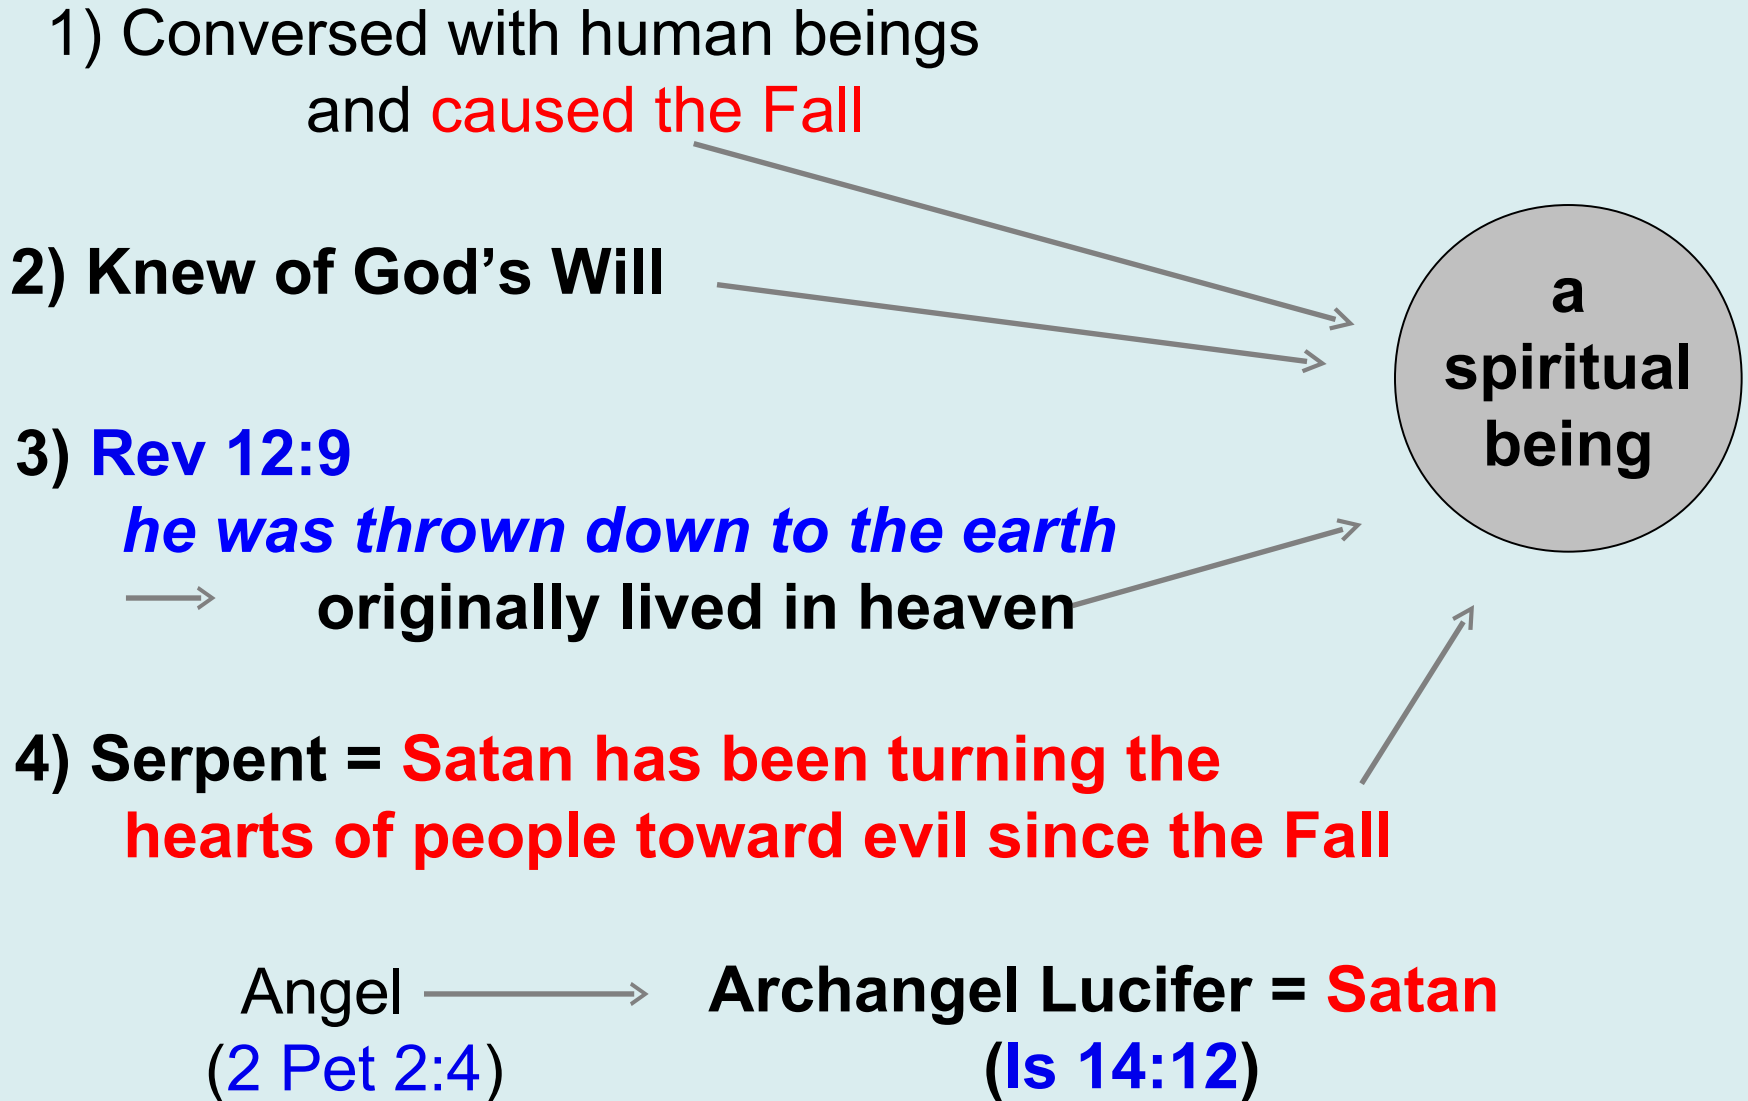 1) Conversed with human beings
and caused the Fall
2) Knew of God’s Will
a
spiritual
being
3) Rev 12:9
he was thrown down to the earth
originally lived in heaven
4) Serpent = Satan has been turning the
hearts of people toward evil since the Fall
Angel
(2 Pet 2:4)
Archangel Lucifer = Satan
(Is 14:12)